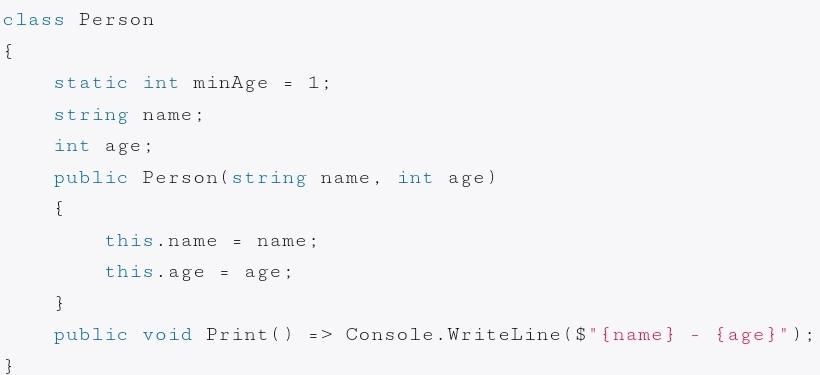 class Person
{
    static int minAge = 1;
    string name;
    int age;
    public Person(string name, int age)
    {
        this.name = name;
        this.age = age;
    }
    public void Print() => Console.WriteLine($"{name} - {age}");
}